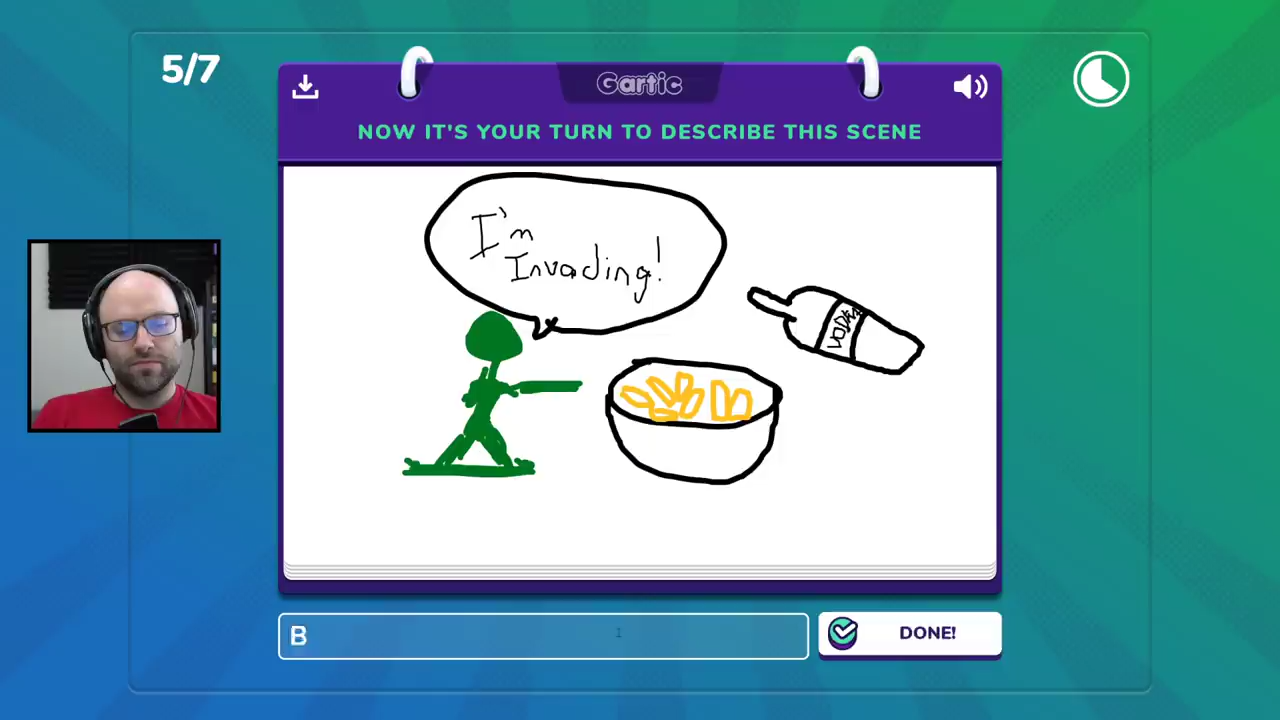 5/7
Gartic
NOW IT'S YOUR TURN TO DESCRIBE THIS SCENE
I'm
Invading!
VODKA
B
DONE!